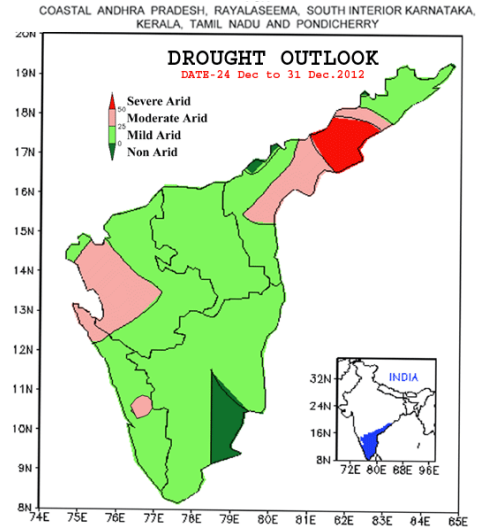 COASTAL ANDHRA PRADESH, RAYALASEEMA, SOUTH INTERIOR KARNATAKA,
KERALA, TAMIL NADU AND PONDICHERRY
20N
DROUGHT OUTLOOK
DATE-24 Dec to 31 Dec.2012
19N
Severe Arid
50
Moderate Arid
25
Mild Arid
0
Non Arid
18N
17N
16N
15N
14N
13N
12N
11N
10N
9N
8N
INDIA
32N
24N
16N
8N
72E 80E 88E 96E
74E 75E 76E 77E 78E 79E 80E 81E 82E 83E 84E 85E